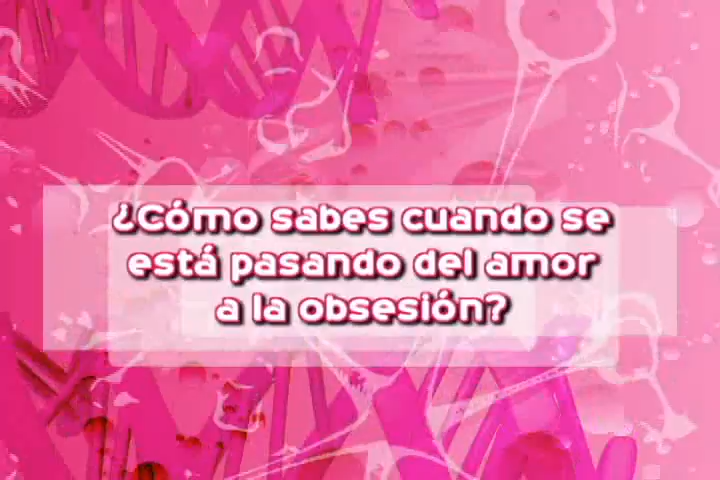 ¿Cómo sabes cuando se
está pasando del amor
a la obsesión?